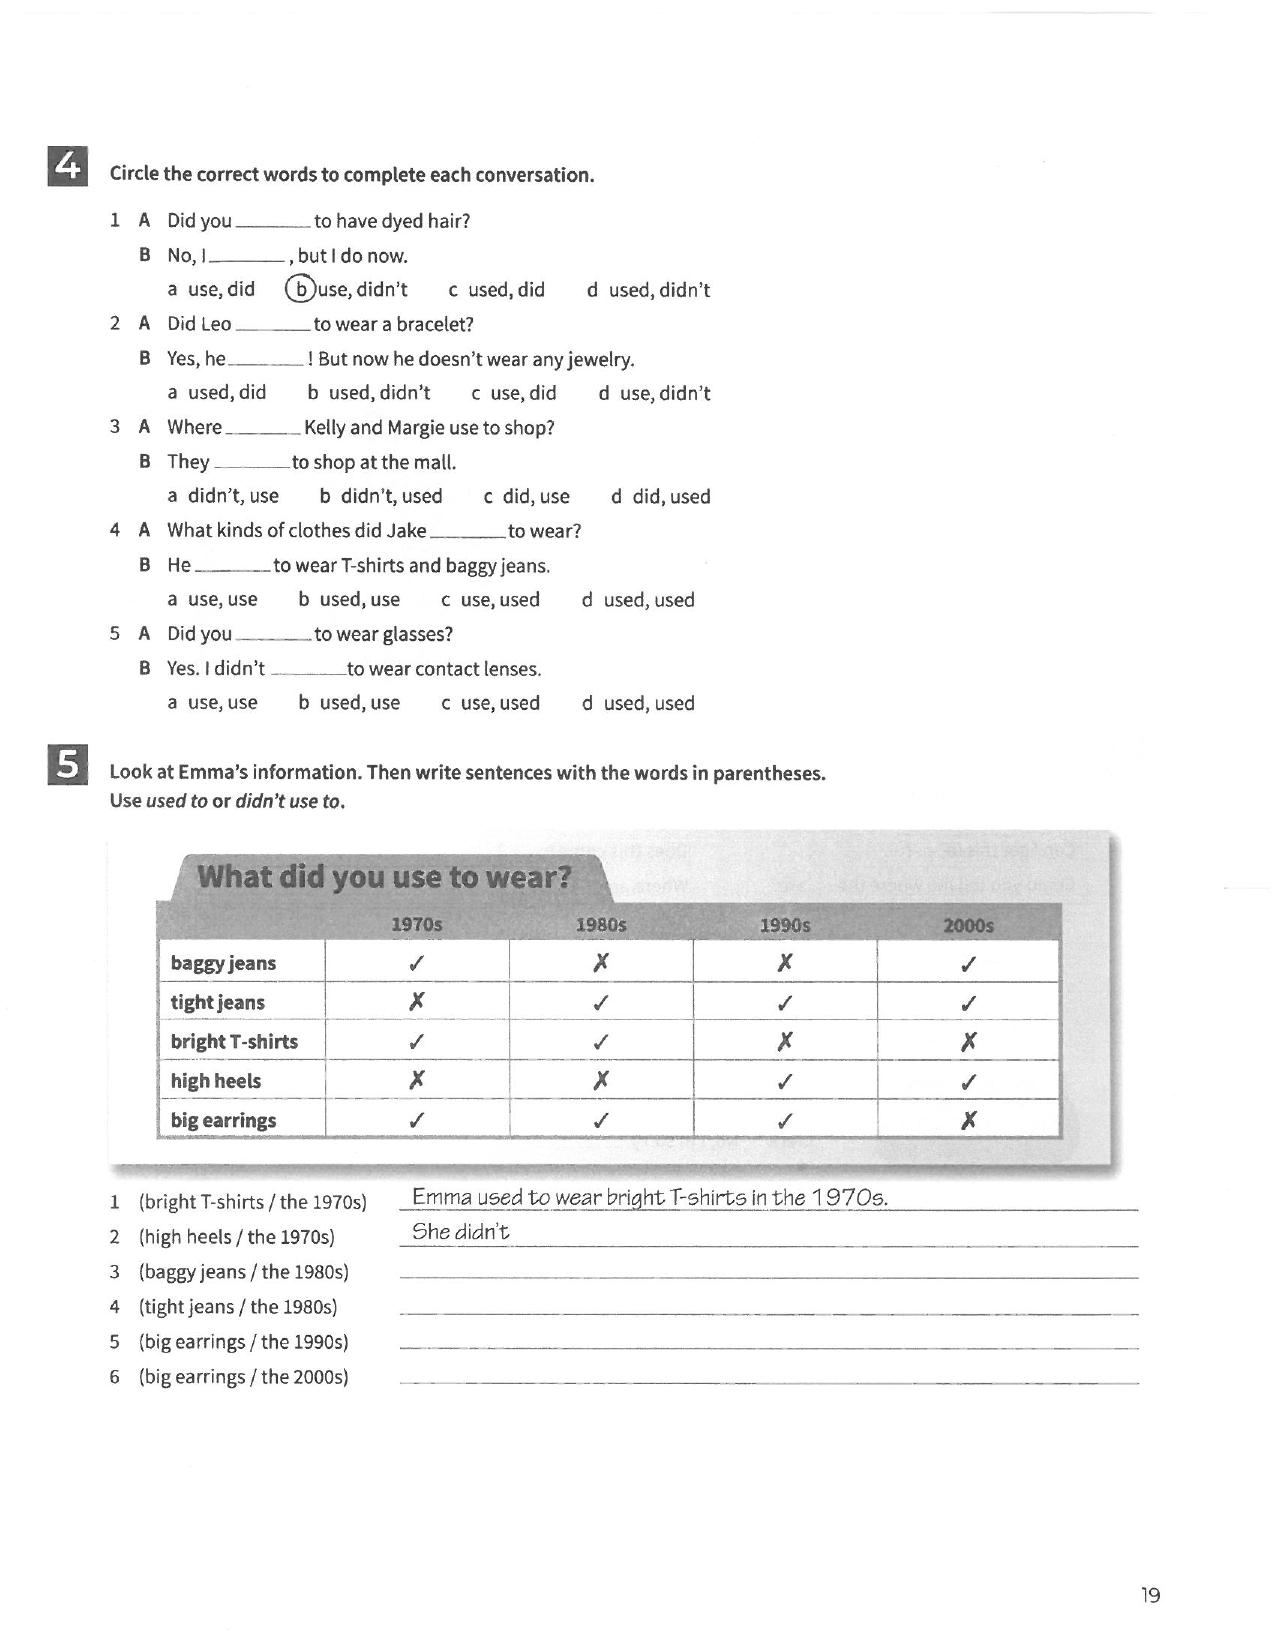 4 Circle the correct words to complete each conversation.
1 A Did you ______ to have dyed hair?
B No, I ______, but I do now.
a use, did b use, didn't c used, did d used, didn't
2 A Did Leo ______ to wear a bracelet?
B Yes, he ______! But now he doesn't wear any jewelry.
a used, did b used, didn't c use, did d use, didn't
3 A Where ______ Kelly and Margie use to shop?
B They ______ to shop at the mall.
a didn't, use b didn't, used c did, use d did, used
4 A What kinds of clothes did Jake ______ to wear?
B He ______ to wear T-shirts and baggy jeans.
a use, use b used, use c use, used d used, used
5 A Did you ______ to wear glasses?
B Yes. I didn't ______ to wear contact lenses.
a use, use b used, use c use, used d used, used
5 Look at Emma's information. Then write sentences with the words in parentheses.
Use used to or didn't use to.
What did you use to wear?
1970s 1980s 1990s 2000s
baggy jeans ✓ ✗ ✗ ✓
tight jeans ✗ ✓ ✓ ✓
bright T-shirts ✓ ✓ ✗ ✗
high heels ✗ ✗ ✓ ✓
big earrings ✓ ✓ ✓ ✗
1 (bright T-shirts / the 1970s) Emma used to wear bright T-shirts in the 1970s.
2 (high heels / the 1970s) She didn't
3 (baggy jeans / the 1980s)
4 (tight jeans / the 1980s)
5 (big earrings / the 1990s)
6 (big earrings / the 2000s)
19